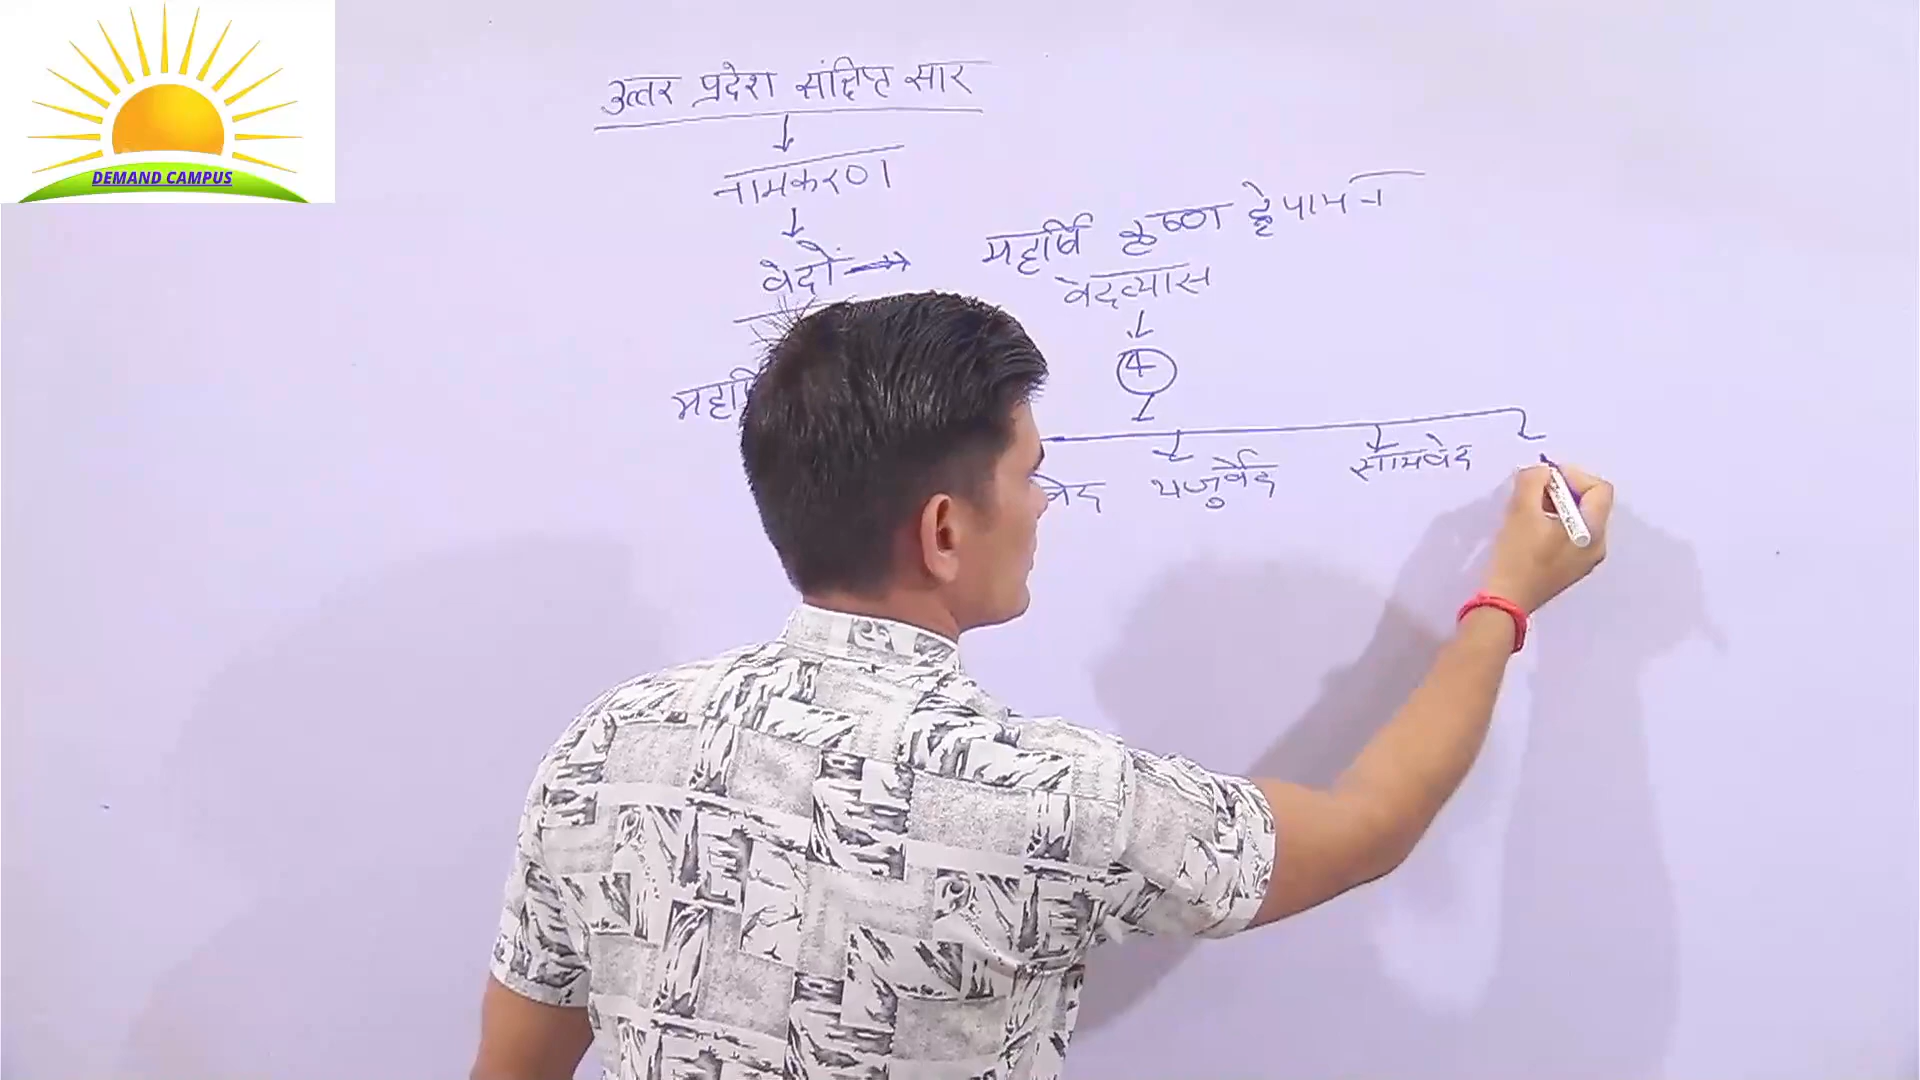 DEMAND CAMPUS
उत्तर प्रदेश संक्षिप्त सार
नामकरण
वेदों → महर्षि कृष्ण द्वैपायन
वेदव्यास
4
यजुर्वेद सामवेद